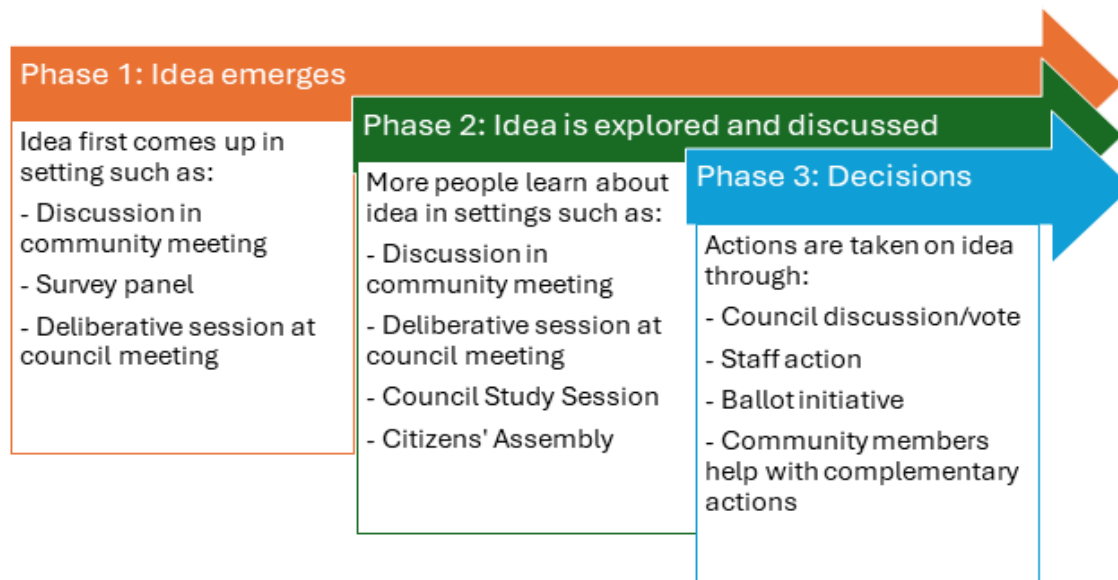 Phase 1: Idea emerges
Idea first comes up in
setting such as:
- Discussion in
community meeting
- Survey panel
- Deliberative session at
council meeting
Phase 2: Idea is explored and discussed
More people learn about
idea in settings such as:
- Discussion in
community meeting
- Deliberative session at
council meeting
- Council Study Session
- Citizens' Assembly
Phase 3: Decisions
Actions are taken on idea
through:
- Council discussion/vote
- Staff action
- Ballot initiative
- Community members
help with complementary
actions